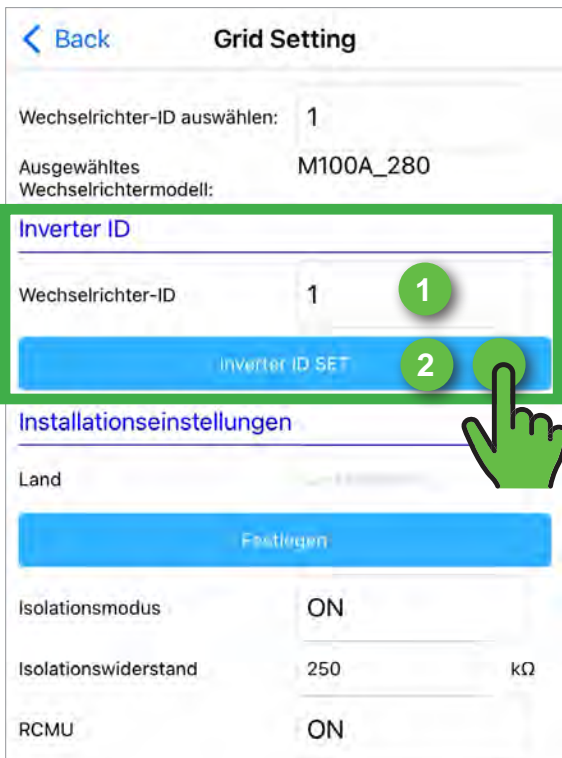 Back Grid Setting
Wechselrichter-ID auswählen: 1
Ausgewähltes M100A_280
Wechselrichtermodell:
Inverter ID
Wechselrichter-ID 1 1
Inverter ID SET 2
Installationseinstellungen
Land
Festlegen
Isolationsmodus ON
Isolationswiderstand 250 kΩ
RCMU ON